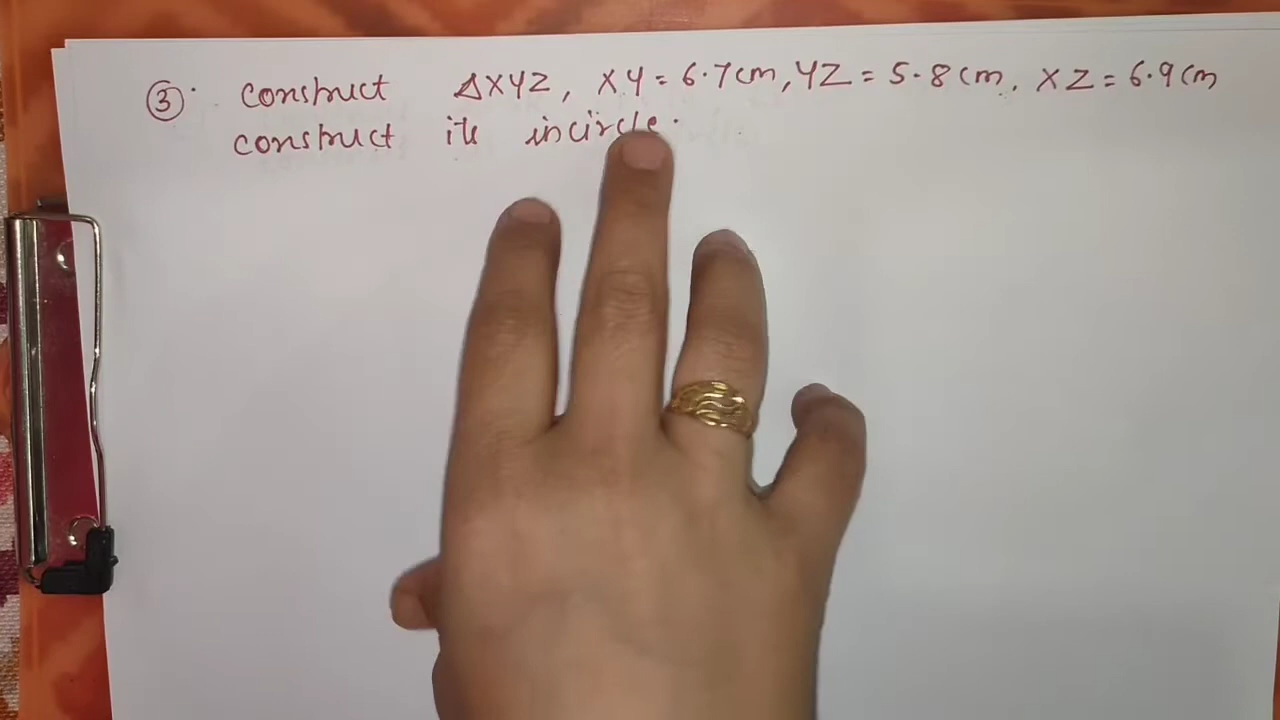 ③. construct ΔXYZ, XY = 6.7cm, YZ = 5.8cm, XZ = 6.9cm
construct its incircle.